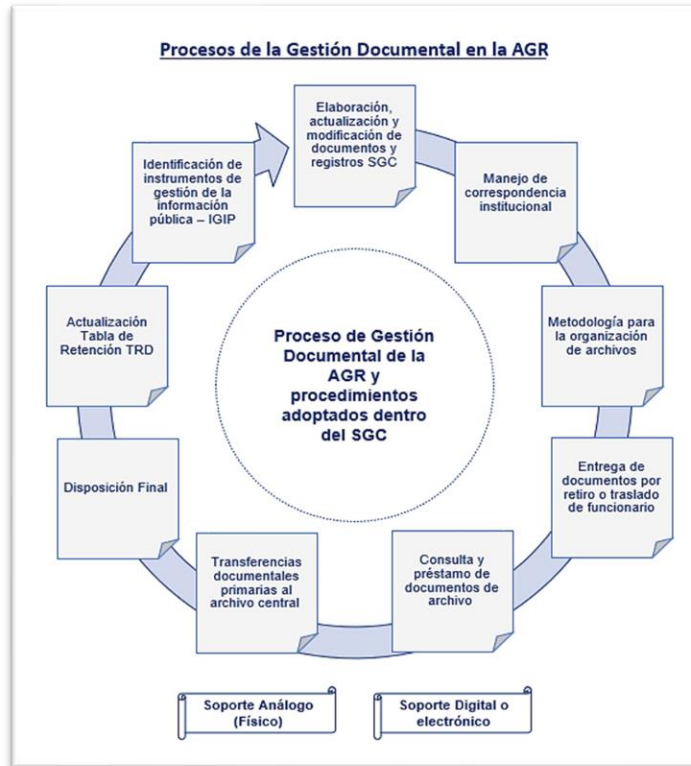 Procesos de la Gestión Documental en la AGR
Elaboración,
actualización y
modificación de
documentos y
registros SGC
Manejo de
correspondencia
institucional
Metodología para
la organización
de archivos
Entrega de
documentos por
retiro o traslado
de funcionario
Consulta y
préstamo de
documentos de
archivo
Transferencias
documentales
primarias al
archivo central
Disposición Final
Actualización
Tabla de
Retención TRD
Identificación de
instrumentos de
gestión de la
información
pública – IGIP
Proceso de Gestión
Documental de la
AGR y
procedimientos
adoptados dentro
del SGC
Soporte Análogo
(Físico)
Soporte Digital o
electrónico